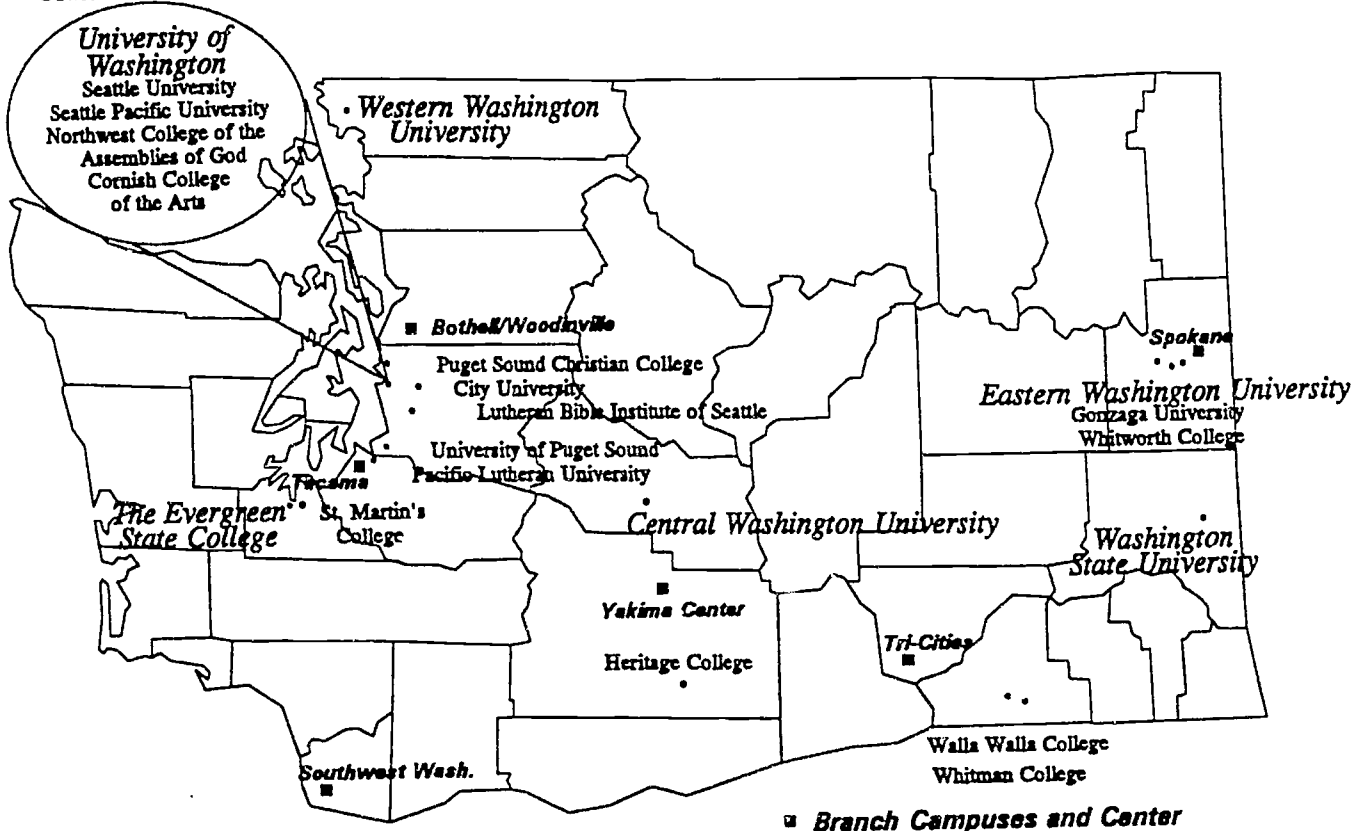 University of
Washington
Seattle University
Seattle Pacific University
Northwest College of the
Assemblies of God
Cornish College
of the Arts
Western Washington
University
Bothell/Woodinville
Puget Sound Christian College
City University
Lutheran Bible Institute of Seattle
University of Puget Sound
Pacific Lutheran University
Tacoma
The Evergreen
State College
St. Martin's
College
Spokane
Eastern Washington University
Gonzaga University
Whitworth College
Central Washington University
Washington
State University
Yakima Center
Heritage College
Tri-Cities
Walla Walla College
Whitman College
Southwest Wash.
Branch Campuses and Center